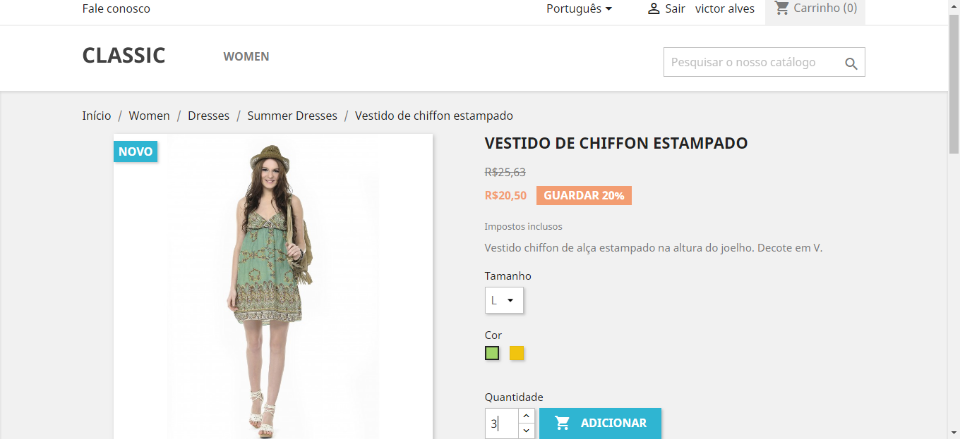 Fale conosco
Português
Sair victor alves
Carrinho (0)
CLASSIC
WOMEN
Pesquisar o nosso catálogo
Início / Women / Dresses / Summer Dresses / Vestido de chiffon estampado
NOVO
VESTIDO DE CHIFFON ESTAMPADO
R$25,63
R$20,50 GUARDAR 20%
Impostos inclusos
Vestido chiffon de alça estampado na altura do joelho. Decote em V.
Tamanho
L
Cor
Quantidade
3
ADICIONAR